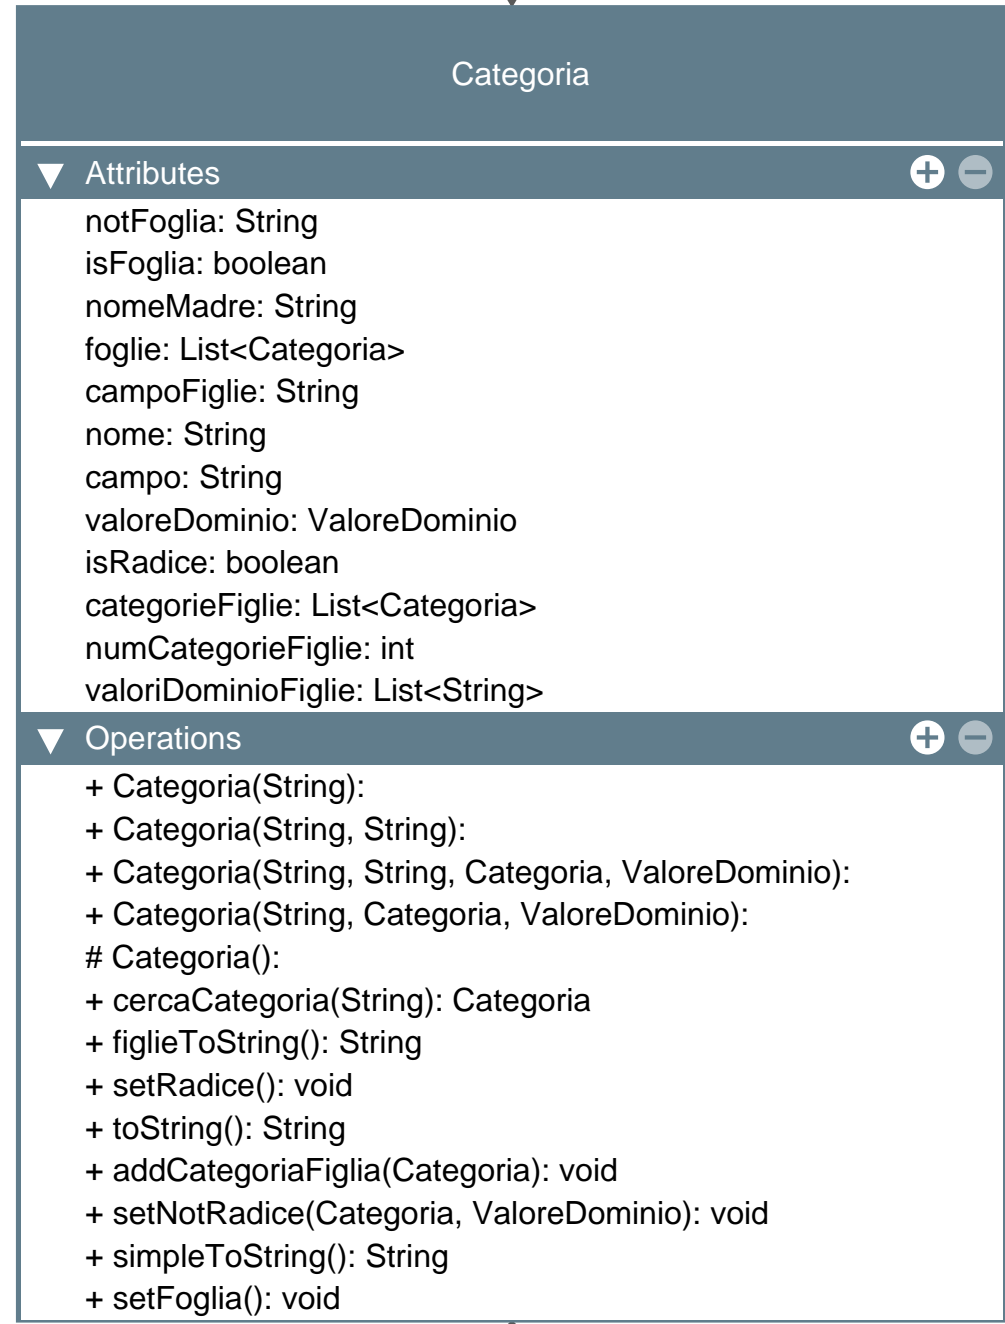 Categoria
Attributes
notFoglia: String
isFoglia: boolean
nomeMadre: String
foglie: List<Categoria>
campoFiglie: String
nome: String
campo: String
valoreDominio: ValoreDominio
isRadice: boolean
categorieFiglie: List<Categoria>
numCategorieFiglie: int
valoriDominioFiglie: List<String>
Operations
+ Categoria(String):
+ Categoria(String, String):
+ Categoria(String, String, Categoria, ValoreDominio):
+ Categoria(String, Categoria, ValoreDominio):
# Categoria():
+ cercaCategoria(String): Categoria
+ figlieToString(): String
+ setRadice(): void
+ toString(): String
+ addCategoriaFiglia(Categoria): void
+ setNotRadice(Categoria, ValoreDominio): void
+ simpleToString(): String
+ setFoglia(): void